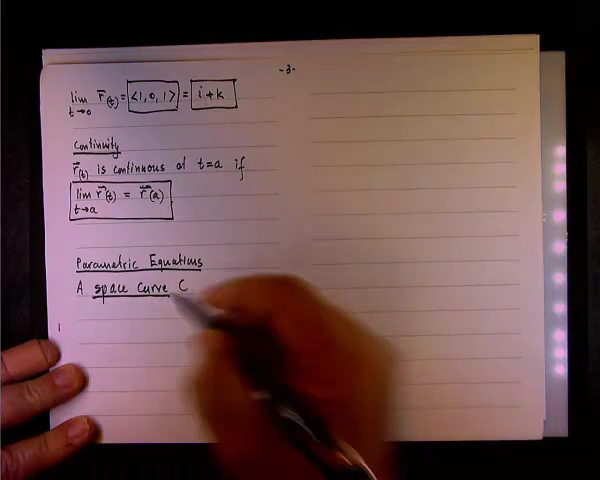 -3-
lim r⃗(t) = <1, 0, 1> = i + k
t→0
Continuity
r⃗(t) is continuous at t=a if
lim r⃗(t) = r⃗(a)
t→a
Parametric Equations
A space curve C